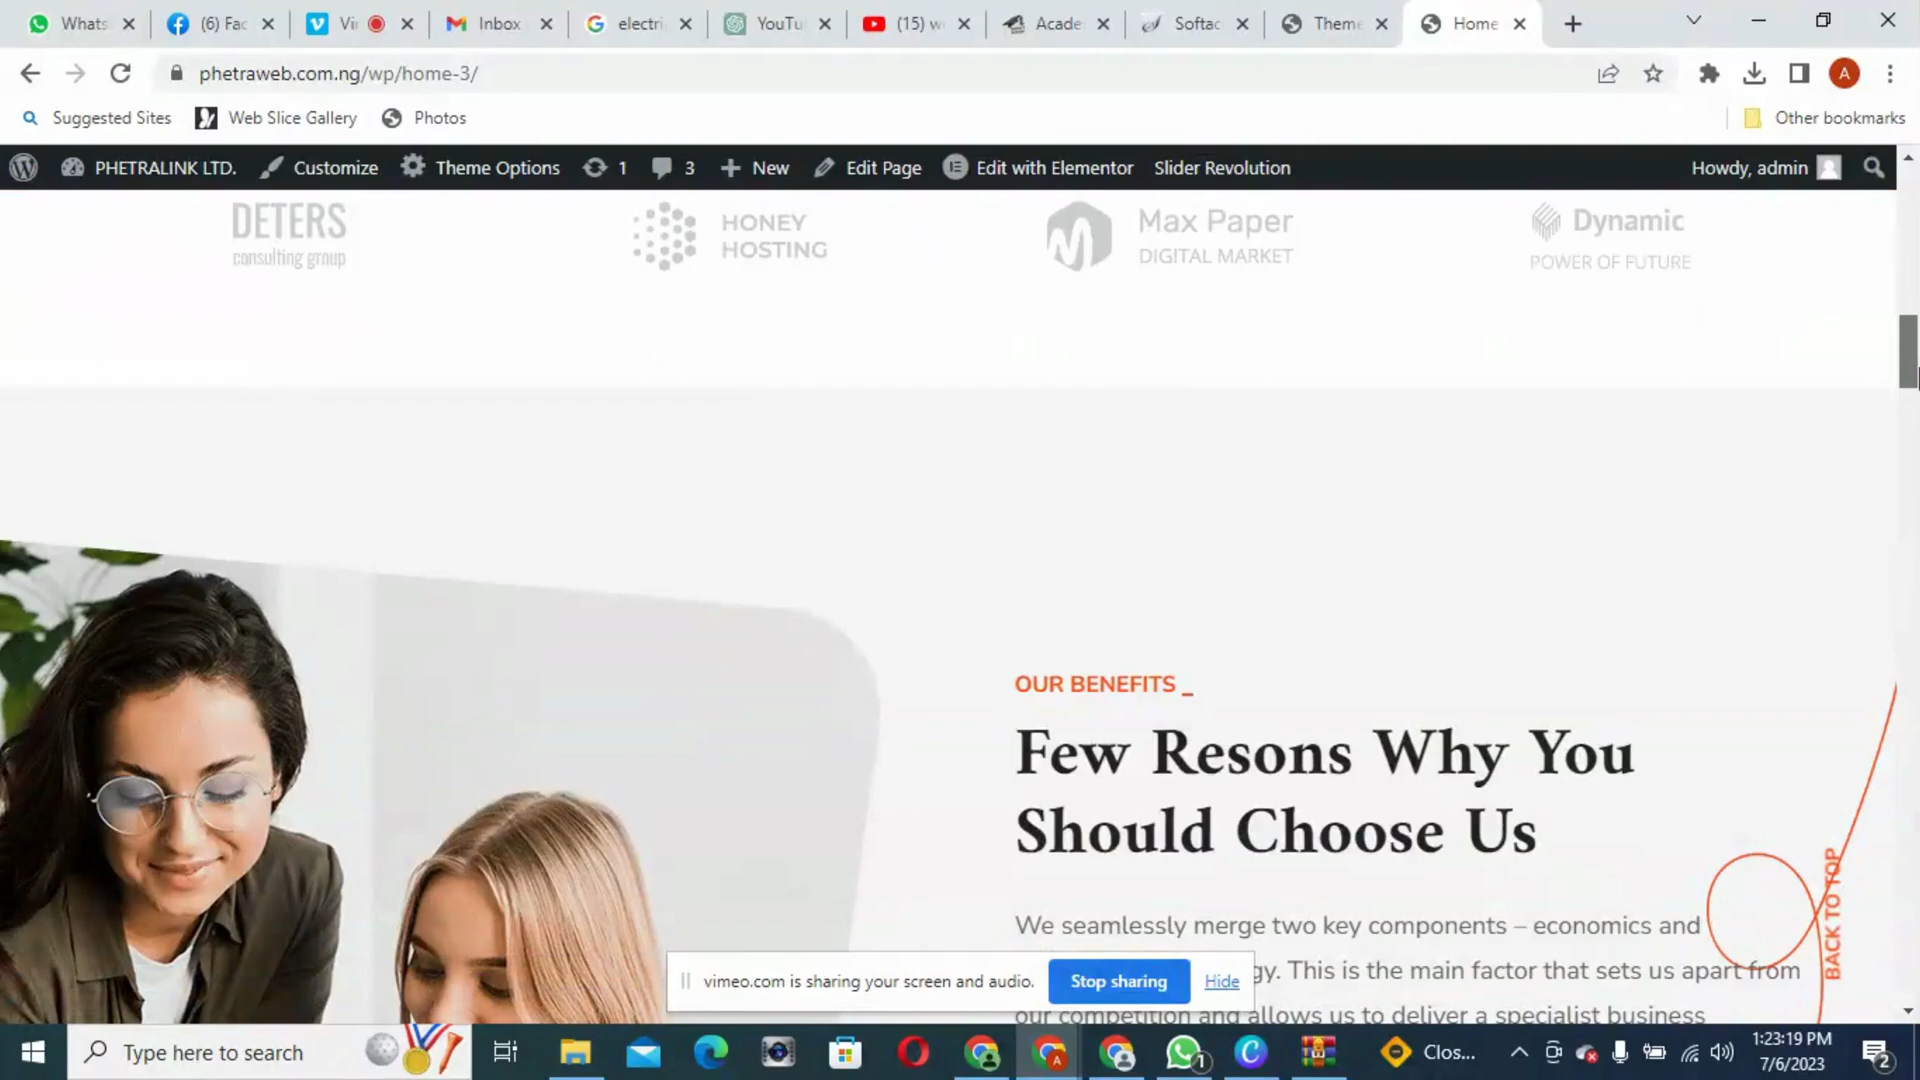 Whats
(6) Fac
Vi
Inbox
electri
YouTu
(15) w
Acade
Softac
Theme
Home
phetraweb.com.ng/wp/home-3/
A
Suggested Sites
Web Slice Gallery
Photos
Other bookmarks
PHETRALINK LTD.
Customize
Theme Options
1
3
New
Edit Page
Edit with Elementor
Slider Revolution
Howdy, admin
DETERS
consulting group
HONEY
HOSTING
Max Paper
DIGITAL MARKET
Dynamic
POWER OF FUTURE
OUR BENEFITS _
Few Resons Why You
Should Choose Us
We seamlessly merge two key components – economics and
gy. This is the main factor that sets us apart from
our competition and allows us to deliver a specialist business
BACK TO TOP
vimeo.com is sharing your screen and audio.
Stop sharing
Hide
Type here to search
A
1
Clos...
1:23:19 PM
7/6/2023
2